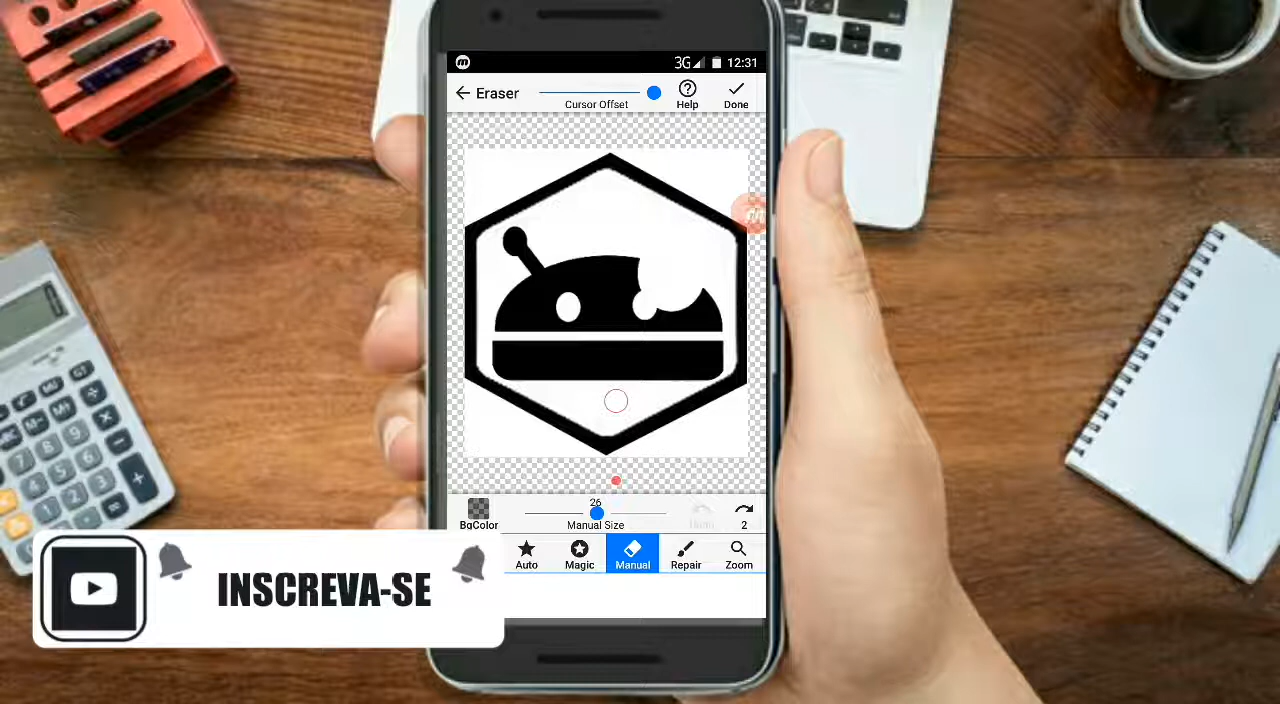 3G 12:31
Eraser
Cursor Offset
Help
Done
26
BgColor
Manual Size
Undo
2
Auto
Magic
Manual
Repair
Zoom
INSCREVA-SE